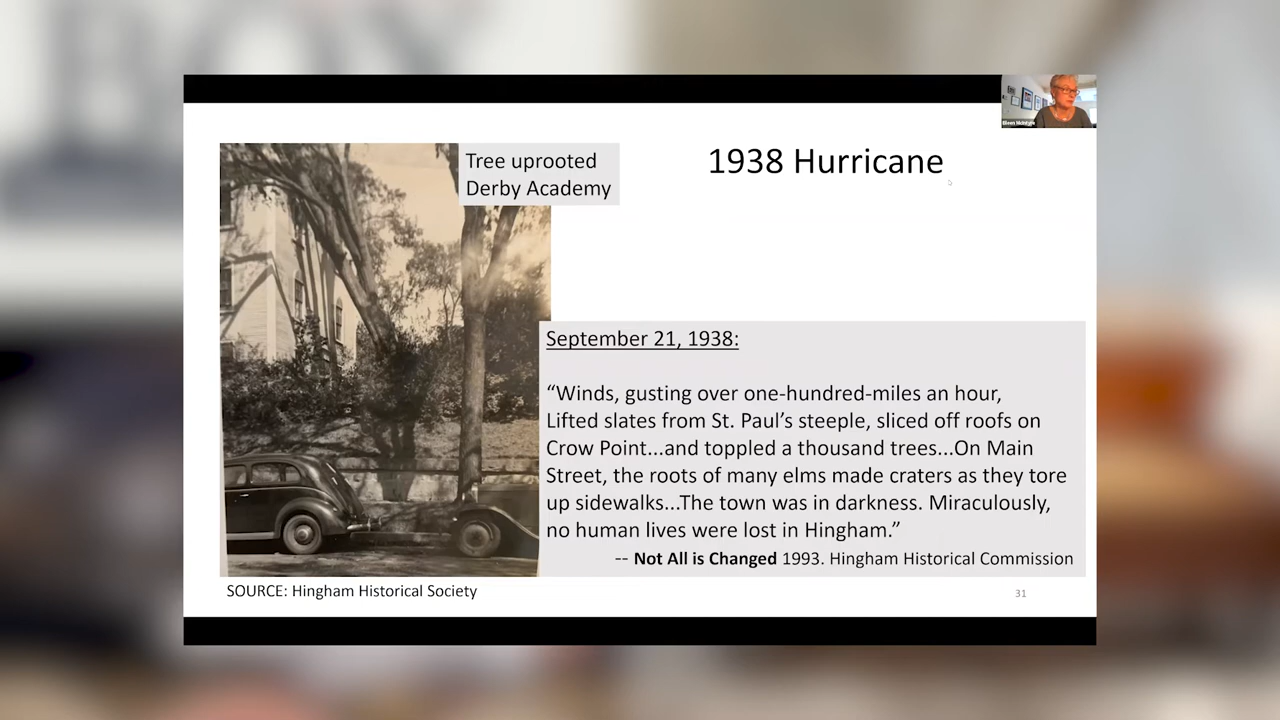 Eileen McIntyre
Tree uprooted
Derby Academy
1938 Hurricane
September 21, 1938:
“Winds, gusting over one-hundred-miles an hour,
Lifted slates from St. Paul’s steeple, sliced off roofs on
Crow Point...and toppled a thousand trees...On Main
Street, the roots of many elms made craters as they tore
up sidewalks...The town was in darkness. Miraculously,
no human lives were lost in Hingham.”
-- Not All is Changed 1993. Hingham Historical Commission
SOURCE: Hingham Historical Society
31